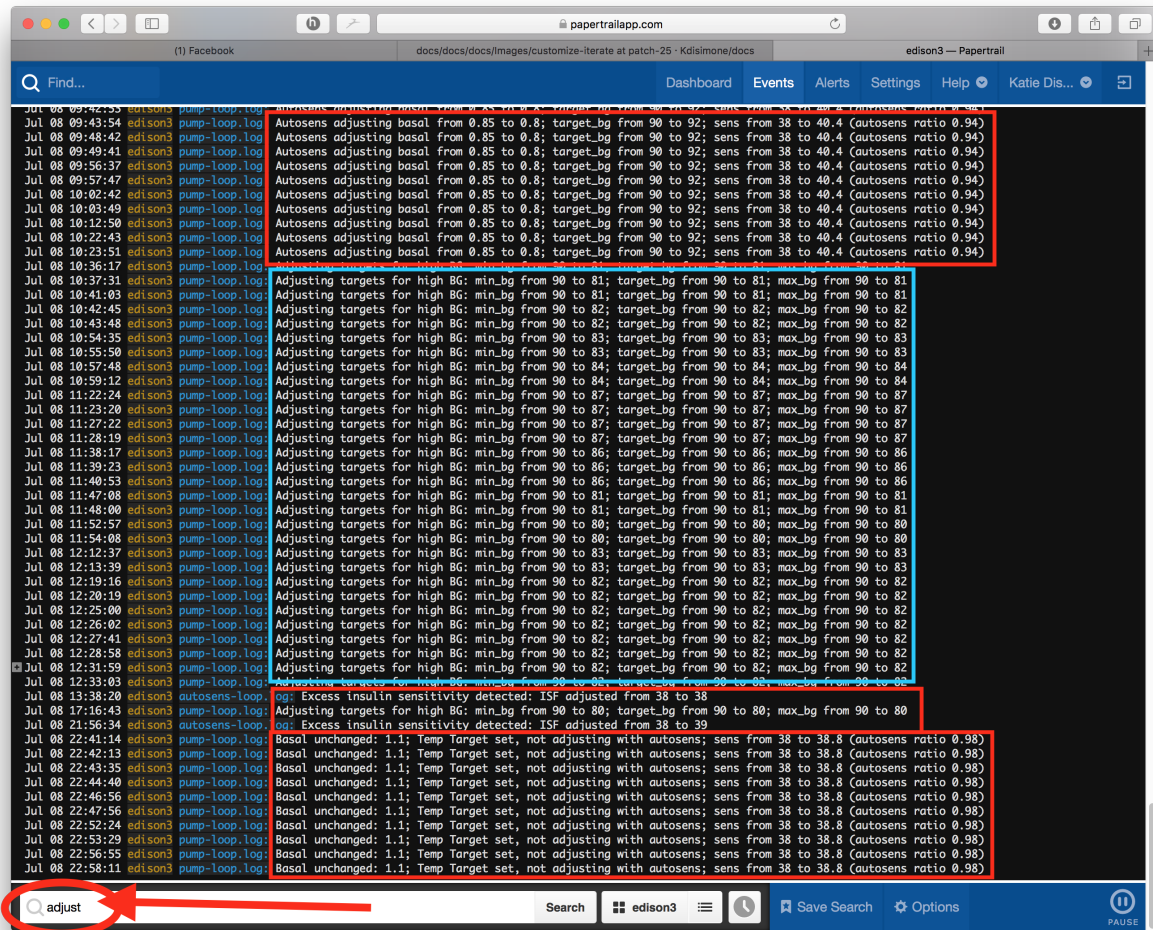 papertrailapp.com
(1) Facebook
docs/docs/docs/Images/customize-iterate at patch-25 · Kdisimone/docs
edison3 — Papertrail
Find...
Dashboard
Events
Alerts
Settings
Help
Katie Dis...
Jul 08 09:42:53 edison3 pump-loop.log: Autosens adjusting basal from 0.85 to 0.8; target_bg from 90 to 92; sens from 38 to 40.4 (autosens ratio 0.94)
Jul 08 09:43:54 edison3 pump-loop.log: Autosens adjusting basal from 0.85 to 0.8; target_bg from 90 to 92; sens from 38 to 40.4 (autosens ratio 0.94)
Jul 08 09:48:42 edison3 pump-loop.log: Autosens adjusting basal from 0.85 to 0.8; target_bg from 90 to 92; sens from 38 to 40.4 (autosens ratio 0.94)
Jul 08 09:49:41 edison3 pump-loop.log: Autosens adjusting basal from 0.85 to 0.8; target_bg from 90 to 92; sens from 38 to 40.4 (autosens ratio 0.94)
Jul 08 09:56:37 edison3 pump-loop.log: Autosens adjusting basal from 0.85 to 0.8; target_bg from 90 to 92; sens from 38 to 40.4 (autosens ratio 0.94)
Jul 08 09:57:47 edison3 pump-loop.log: Autosens adjusting basal from 0.85 to 0.8; target_bg from 90 to 92; sens from 38 to 40.4 (autosens ratio 0.94)
Jul 08 10:02:42 edison3 pump-loop.log: Autosens adjusting basal from 0.85 to 0.8; target_bg from 90 to 92; sens from 38 to 40.4 (autosens ratio 0.94)
Jul 08 10:03:49 edison3 pump-loop.log: Autosens adjusting basal from 0.85 to 0.8; target_bg from 90 to 92; sens from 38 to 40.4 (autosens ratio 0.94)
Jul 08 10:12:50 edison3 pump-loop.log: Autosens adjusting basal from 0.85 to 0.8; target_bg from 90 to 92; sens from 38 to 40.4 (autosens ratio 0.94)
Jul 08 10:22:43 edison3 pump-loop.log: Autosens adjusting basal from 0.85 to 0.8; target_bg from 90 to 92; sens from 38 to 40.4 (autosens ratio 0.94)
Jul 08 10:23:51 edison3 pump-loop.log: Autosens adjusting basal from 0.85 to 0.8; target_bg from 90 to 92; sens from 38 to 40.4 (autosens ratio 0.94)
Jul 08 10:36:17 edison3 pump-loop.log: Adjusting targets for high BG: min_bg from 90 to 81; target_bg from 90 to 81; max_bg from 90 to 81
Jul 08 10:37:31 edison3 pump-loop.log: Adjusting targets for high BG: min_bg from 90 to 81; target_bg from 90 to 81; max_bg from 90 to 81
Jul 08 10:41:03 edison3 pump-loop.log: Adjusting targets for high BG: min_bg from 90 to 81; target_bg from 90 to 81; max_bg from 90 to 81
Jul 08 10:42:45 edison3 pump-loop.log: Adjusting targets for high BG: min_bg from 90 to 82; target_bg from 90 to 82; max_bg from 90 to 82
Jul 08 10:43:48 edison3 pump-loop.log: Adjusting targets for high BG: min_bg from 90 to 82; target_bg from 90 to 82; max_bg from 90 to 82
Jul 08 10:54:35 edison3 pump-loop.log: Adjusting targets for high BG: min_bg from 90 to 83; target_bg from 90 to 83; max_bg from 90 to 83
Jul 08 10:55:50 edison3 pump-loop.log: Adjusting targets for high BG: min_bg from 90 to 83; target_bg from 90 to 83; max_bg from 90 to 83
Jul 08 10:57:48 edison3 pump-loop.log: Adjusting targets for high BG: min_bg from 90 to 84; target_bg from 90 to 84; max_bg from 90 to 84
Jul 08 10:59:12 edison3 pump-loop.log: Adjusting targets for high BG: min_bg from 90 to 84; target_bg from 90 to 84; max_bg from 90 to 84
Jul 08 11:22:24 edison3 pump-loop.log: Adjusting targets for high BG: min_bg from 90 to 87; target_bg from 90 to 87; max_bg from 90 to 87
Jul 08 11:23:20 edison3 pump-loop.log: Adjusting targets for high BG: min_bg from 90 to 87; target_bg from 90 to 87; max_bg from 90 to 87
Jul 08 11:27:22 edison3 pump-loop.log: Adjusting targets for high BG: min_bg from 90 to 87; target_bg from 90 to 87; max_bg from 90 to 87
Jul 08 11:28:19 edison3 pump-loop.log: Adjusting targets for high BG: min_bg from 90 to 87; target_bg from 90 to 87; max_bg from 90 to 87
Jul 08 11:38:17 edison3 pump-loop.log: Adjusting targets for high BG: min_bg from 90 to 86; target_bg from 90 to 86; max_bg from 90 to 86
Jul 08 11:39:23 edison3 pump-loop.log: Adjusting targets for high BG: min_bg from 90 to 86; target_bg from 90 to 86; max_bg from 90 to 86
Jul 08 11:40:53 edison3 pump-loop.log: Adjusting targets for high BG: min_bg from 90 to 86; target_bg from 90 to 86; max_bg from 90 to 86
Jul 08 11:47:08 edison3 pump-loop.log: Adjusting targets for high BG: min_bg from 90 to 81; target_bg from 90 to 81; max_bg from 90 to 81
Jul 08 11:48:00 edison3 pump-loop.log: Adjusting targets for high BG: min_bg from 90 to 81; target_bg from 90 to 81; max_bg from 90 to 81
Jul 08 11:52:57 edison3 pump-loop.log: Adjusting targets for high BG: min_bg from 90 to 80; target_bg from 90 to 80; max_bg from 90 to 80
Jul 08 11:54:08 edison3 pump-loop.log: Adjusting targets for high BG: min_bg from 90 to 80; target_bg from 90 to 80; max_bg from 90 to 80
Jul 08 12:12:37 edison3 pump-loop.log: Adjusting targets for high BG: min_bg from 90 to 83; target_bg from 90 to 83; max_bg from 90 to 83
Jul 08 12:13:39 edison3 pump-loop.log: Adjusting targets for high BG: min_bg from 90 to 83; target_bg from 90 to 83; max_bg from 90 to 83
Jul 08 12:19:16 edison3 pump-loop.log: Adjusting targets for high BG: min_bg from 90 to 82; target_bg from 90 to 82; max_bg from 90 to 82
Jul 08 12:20:19 edison3 pump-loop.log: Adjusting targets for high BG: min_bg from 90 to 82; target_bg from 90 to 82; max_bg from 90 to 82
Jul 08 12:25:00 edison3 pump-loop.log: Adjusting targets for high BG: min_bg from 90 to 82; target_bg from 90 to 82; max_bg from 90 to 82
Jul 08 12:26:02 edison3 pump-loop.log: Adjusting targets for high BG: min_bg from 90 to 82; target_bg from 90 to 82; max_bg from 90 to 82
Jul 08 12:27:41 edison3 pump-loop.log: Adjusting targets for high BG: min_bg from 90 to 82; target_bg from 90 to 82; max_bg from 90 to 82
Jul 08 12:28:58 edison3 pump-loop.log: Adjusting targets for high BG: min_bg from 90 to 82; target_bg from 90 to 82; max_bg from 90 to 82
Jul 08 12:31:59 edison3 pump-loop.log: Adjusting targets for high BG: min_bg from 90 to 82; target_bg from 90 to 82; max_bg from 90 to 82
Jul 08 12:33:03 edison3 pump-loop.log: Adjusting targets for high BG: min_bg from 90 to 82; target_bg from 90 to 82; max_bg from 90 to 82
Jul 08 13:38:20 edison3 autosens-loop.log: Excess insulin sensitivity detected: ISF adjusted from 38 to 38
Jul 08 17:16:43 edison3 pump-loop.log: Adjusting targets for high BG: min_bg from 90 to 80; target_bg from 90 to 80; max_bg from 90 to 80
Jul 08 21:56:34 edison3 autosens-loop.log: Excess insulin sensitivity detected: ISF adjusted from 38 to 39
Jul 08 22:41:14 edison3 pump-loop.log: Basal unchanged: 1.1; Temp Target set, not adjusting with autosens; sens from 38 to 38.8 (autosens ratio 0.98)
Jul 08 22:42:13 edison3 pump-loop.log: Basal unchanged: 1.1; Temp Target set, not adjusting with autosens; sens from 38 to 38.8 (autosens ratio 0.98)
Jul 08 22:43:35 edison3 pump-loop.log: Basal unchanged: 1.1; Temp Target set, not adjusting with autosens; sens from 38 to 38.8 (autosens ratio 0.98)
Jul 08 22:44:40 edison3 pump-loop.log: Basal unchanged: 1.1; Temp Target set, not adjusting with autosens; sens from 38 to 38.8 (autosens ratio 0.98)
Jul 08 22:46:56 edison3 pump-loop.log: Basal unchanged: 1.1; Temp Target set, not adjusting with autosens; sens from 38 to 38.8 (autosens ratio 0.98)
Jul 08 22:47:56 edison3 pump-loop.log: Basal unchanged: 1.1; Temp Target set, not adjusting with autosens; sens from 38 to 38.8 (autosens ratio 0.98)
Jul 08 22:52:24 edison3 pump-loop.log: Basal unchanged: 1.1; Temp Target set, not adjusting with autosens; sens from 38 to 38.8 (autosens ratio 0.98)
Jul 08 22:53:29 edison3 pump-loop.log: Basal unchanged: 1.1; Temp Target set, not adjusting with autosens; sens from 38 to 38.8 (autosens ratio 0.98)
Jul 08 22:56:55 edison3 pump-loop.log: Basal unchanged: 1.1; Temp Target set, not adjusting with autosens; sens from 38 to 38.8 (autosens ratio 0.98)
Jul 08 22:58:11 edison3 pump-loop.log: Basal unchanged: 1.1; Temp Target set, not adjusting with autosens; sens from 38 to 38.8 (autosens ratio 0.98)
adjust
Search
edison3
Save Search
Options
PAUSE